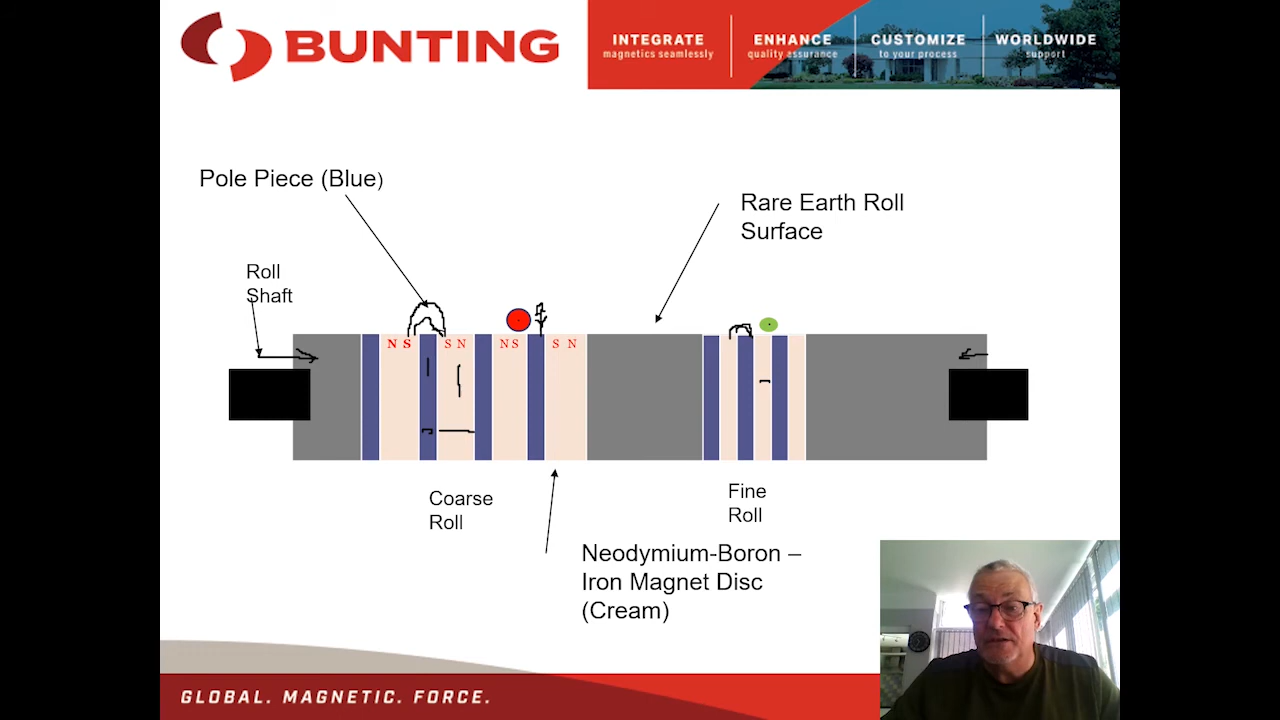 BUNTING
INTEGRATE
magnetics seamlessly
ENHANCE
quality assurance
CUSTOMIZE
to your process
WORLDWIDE
support
Pole Piece (Blue)
Rare Earth Roll
Surface
Roll
Shaft
N S
S N
N S
S N
Coarse
Roll
Fine
Roll
Neodymium-Boron –
Iron Magnet Disc
(Cream)
GLOBAL. MAGNETIC. FORCE.